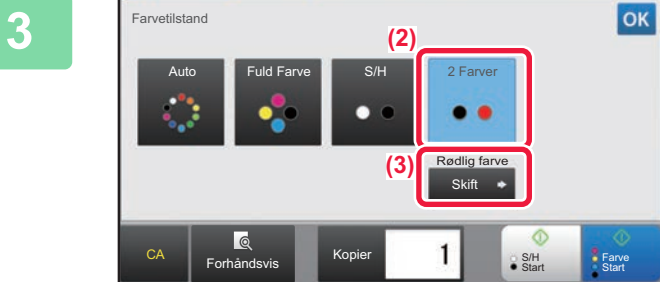 3
Farvetilstand
OK
(2)
Auto
Fuld Farve
S/H
2 Farver
(3)
Rødlig farve
Skift
CA
Forhåndsvis
Kopier
1
S/H
Start
Farve
Start